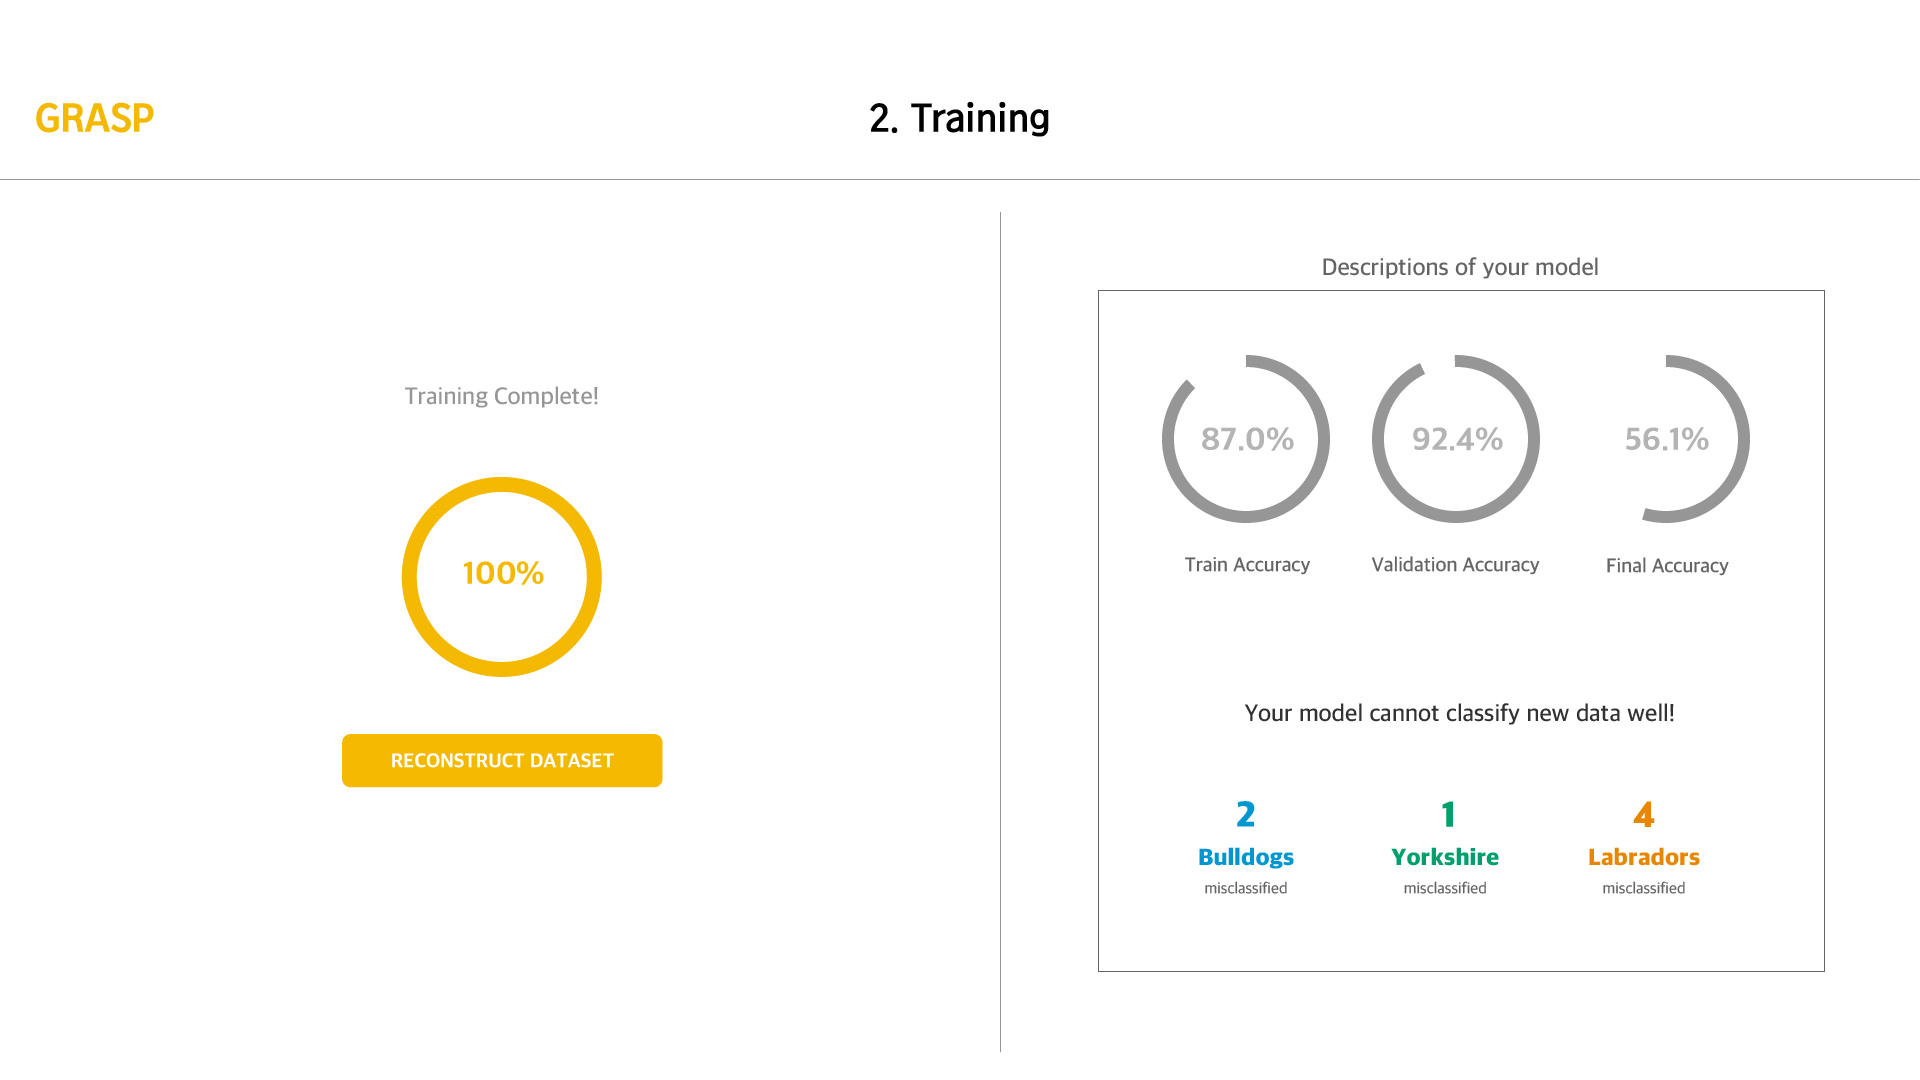 GRASP
2. Training
Training Complete!
100%
RECONSTRUCT DATASET
Descriptions of your model
87.0%
92.4%
56.1%
Train Accuracy
Validation Accuracy
Final Accuracy
Your model cannot classify new data well!
2
1
4
Bulldogs
Yorkshire
Labradors
misclassified
misclassified
misclassified